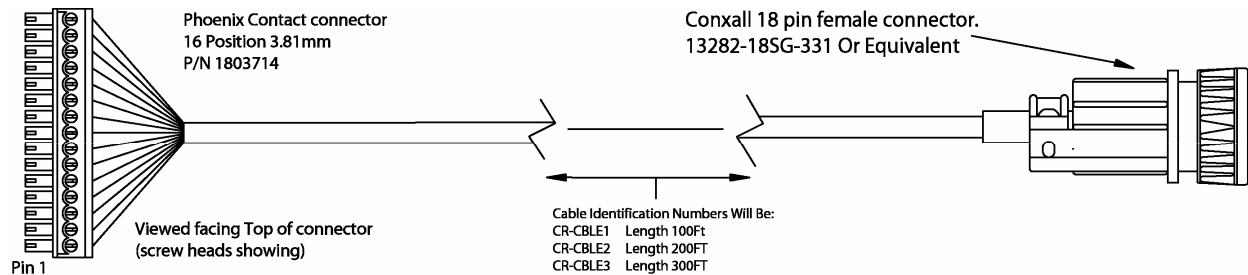 Phoenix Contact connector
16 Position 3.81mm
P/N 1803714
Conxall 18 pin female connector.
13282-18SG-331 Or Equivalent
Viewed facing Top of connector
(screw heads showing)
Pin 1
Cable Identification Numbers Will Be:
CR-CBLE1 Length 100Ft
CR-CBLE2 Length 200FT
CR-CBLE3 Length 300FT